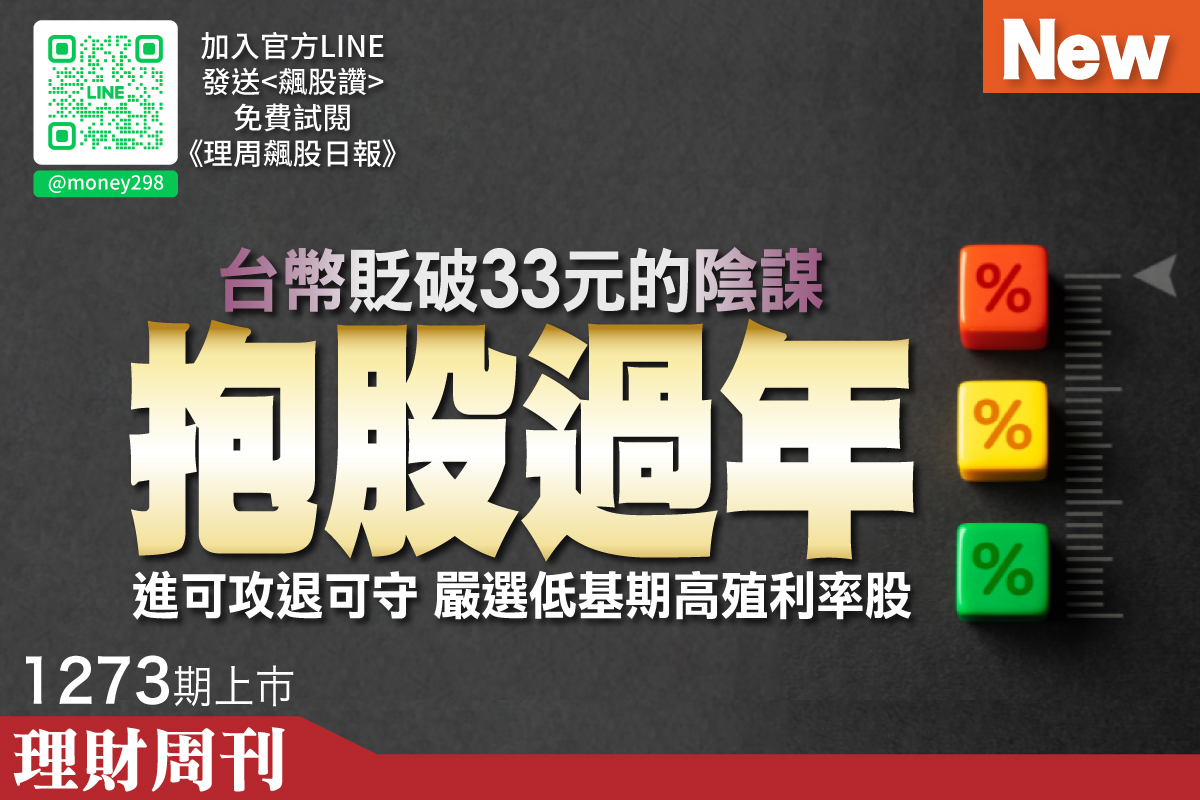 加入官方LINE
發送<飆股讚>
免費試閱
《理周飆股日報》
LINE
@money298
New
台幣貶破33元的陰謀
抱股過年
進可攻退可守 嚴選低基期高殖利率股
%
%
%
1273期上市
理財周刊